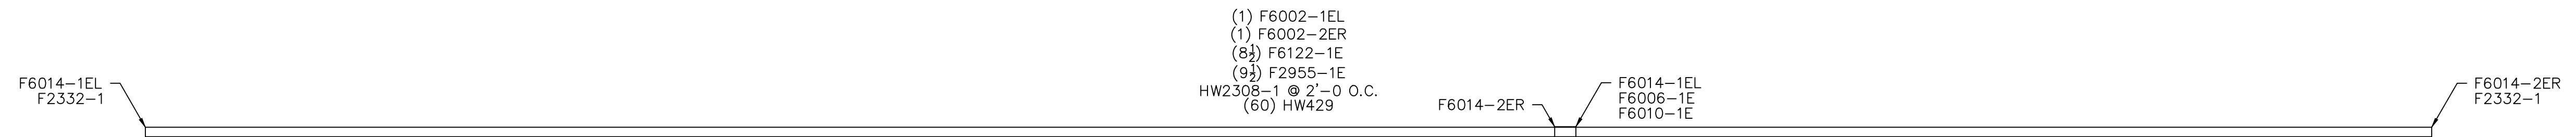 (1) F6002-1EL
(1) F6002-2ER
(8½) F6122-1E
(9½) F2955-1E
HW2308-1 @ 2'-0 O.C.
(60) HW429
F6014-1EL
F2332-1
F6014-2ER
F6014-1EL
F6006-1E
F6010-1E
F6014-2ER
F2332-1